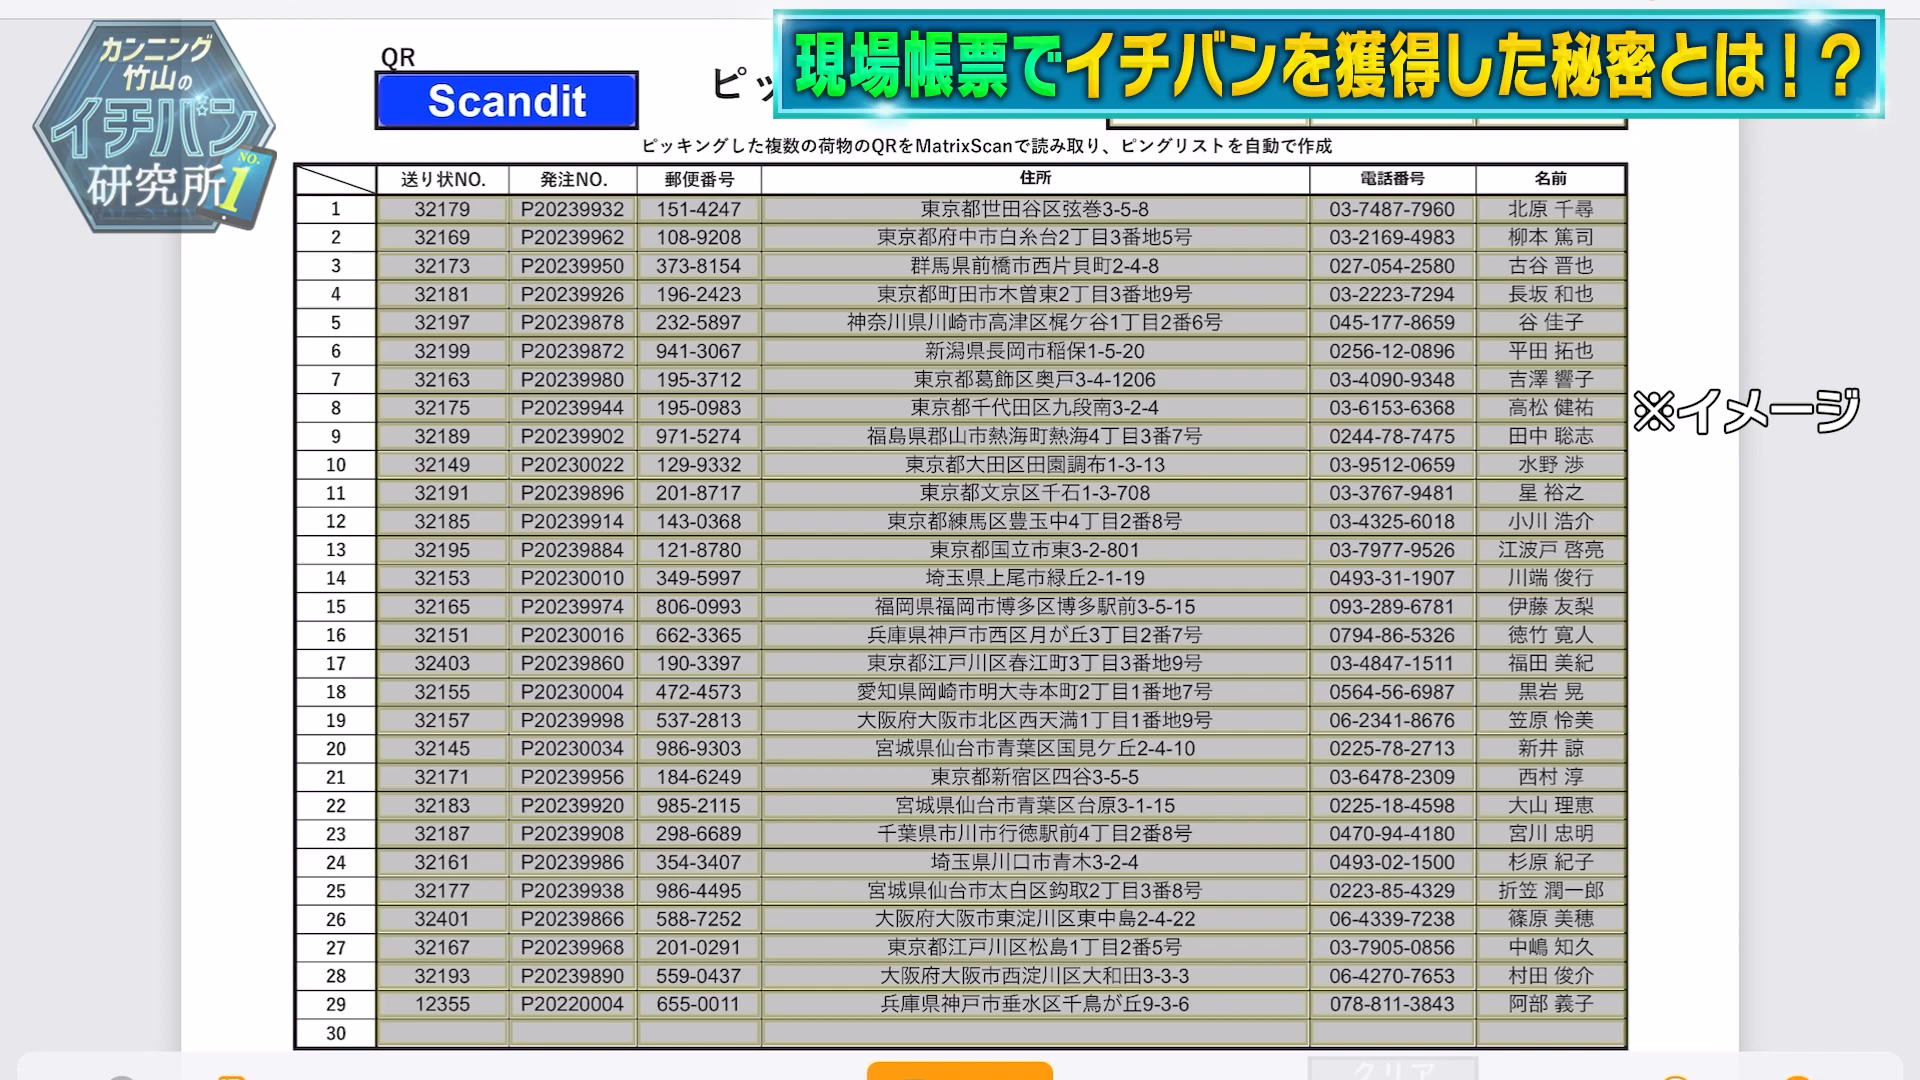 カンニング
竹山の
イチバン
研究所
NO.
1
QR
Scandit
ピッ
現場帳票でイチバンを獲得した秘密とは！？
ピッキングした複数の荷物のQRをMatrixScanで読み取り、ピングリストを自動で作成
送り状NO. 発注NO. 郵便番号 住所 電話番号 名前
1 32179 P20239932 151-4247 東京都世田谷区弦巻3-5-8 03-7487-7960 北原 千尋
2 32169 P20239962 108-9208 東京都府中市白糸台2丁目3番地5号 03-2169-4983 柳本 篤司
3 32173 P20239950 373-8154 群馬県前橋市西片貝町2-4-8 027-054-2580 古谷 晋也
4 32181 P20239926 196-2423 東京都町田市木曽東2丁目3番地9号 03-2223-7294 長坂 和也
5 32197 P20239878 232-5897 神奈川県川崎市高津区梶ケ谷1丁目2番6号 045-177-8659 谷 佳子
6 32199 P20239872 941-3067 新潟県長岡市稲保1-5-20 0256-12-0896 平田 拓也
7 32163 P20239980 195-3712 東京都葛飾区奥戸3-4-1206 03-4090-9348 吉澤 響子
8 32175 P20239944 195-0983 東京都千代田区九段南3-2-4 03-6153-6368 高松 健祐
※イメージ
9 32189 P20239902 971-5274 福島県郡山市熱海町熱海4丁目3番7号 0244-78-7475 田中 聡志
10 32149 P20230022 129-9332 東京都大田区田園調布1-3-13 03-9512-0659 水野 渉
11 32191 P20239896 201-8717 東京都文京区千石1-3-708 03-3767-9481 星 裕之
12 32185 P20239914 143-0368 東京都練馬区豊玉中4丁目2番8号 03-4325-6018 小川 浩介
13 32195 P20239884 121-8780 東京都国立市東3-2-801 03-7977-9526 江波戸 啓亮
14 32153 P20230010 349-5997 埼玉県上尾市緑丘2-1-19 0493-31-1907 川端 俊行
15 32165 P20239974 806-0993 福岡県福岡市博多区博多駅前3-5-15 093-289-6781 伊藤 友梨
16 32151 P20230016 662-3365 兵庫県神戸市西区月が丘3丁目2番7号 0794-86-5326 徳竹 寛人
17 32403 P20239860 190-3397 東京都江戸川区春江町3丁目3番地9号 03-4847-1511 福田 美紀
18 32155 P20230004 472-4573 愛知県岡崎市明大寺本町2丁目1番地7号 0564-56-6987 黒岩 晃
19 32157 P20239998 537-2813 大阪府大阪市北区西天満1丁目1番地9号 06-2341-8676 笠原 怜美
20 32145 P20230034 986-9303 宮城県仙台市青葉区国見ケ丘2-4-10 0225-78-2713 新井 諒
21 32171 P20239956 184-6249 東京都新宿区四谷3-5-5 03-6478-2309 西村 淳
22 32183 P20239920 985-2115 宮城県仙台市青葉区台原3-1-15 0225-18-4598 大山 理恵
23 32187 P20239908 298-6689 千葉県市川市行徳駅前4丁目2番8号 0470-94-4180 宮川 忠明
24 32161 P20239986 354-3407 埼玉県川口市青木3-2-4 0493-02-1500 杉原 紀子
25 32177 P20239938 986-4495 宮城県仙台市太白区鈎取2丁目3番8号 0223-85-4329 折笠 潤一郎
26 32401 P20239866 588-7252 大阪府大阪市東淀川区東中島2-4-22 06-4339-7238 篠原 美穂
27 32167 P20239968 201-0291 東京都江戸川区松島1丁目2番5号 03-7905-0856 中嶋 知久
28 32193 P20239890 559-0437 大阪府大阪市西淀川区大和田3-3-3 06-4270-7653 村田 俊介
29 12355 P20220004 655-0011 兵庫県神戸市垂水区千鳥が丘9-3-6 078-811-3843 阿部 義子
30
クリア